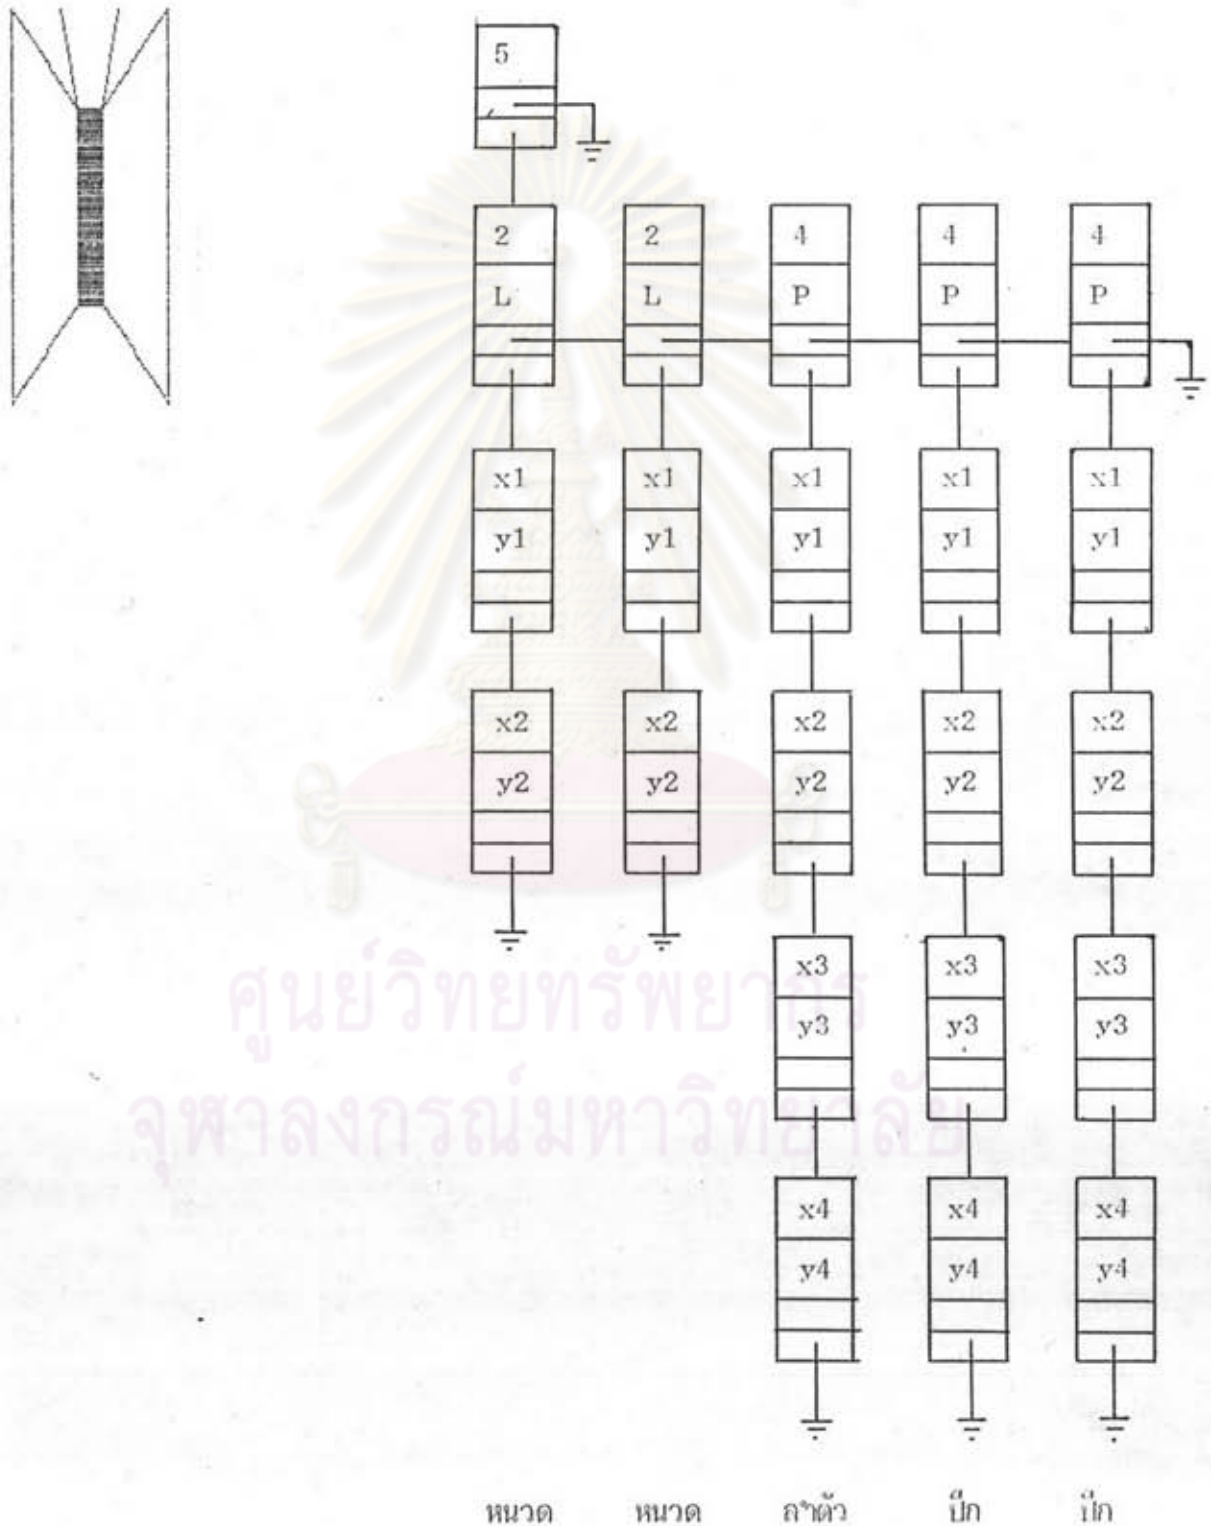 5
2 2 4 4 4
L L P P P
x1 x1 x1 x1 x1
y1 y1 y1 y1 y1
x2 x2 x2 x2 x2
y2 y2 y2 y2 y2
x3 x3 x3
y3 y3 y3
x4 x4 x4
y4 y4 y4
ศูนย์วิทยทรัพยากร
จุฬาลงกรณ์มหาวิทยาลัย
หนวด หนวด ลำตัว ปีก ปีก